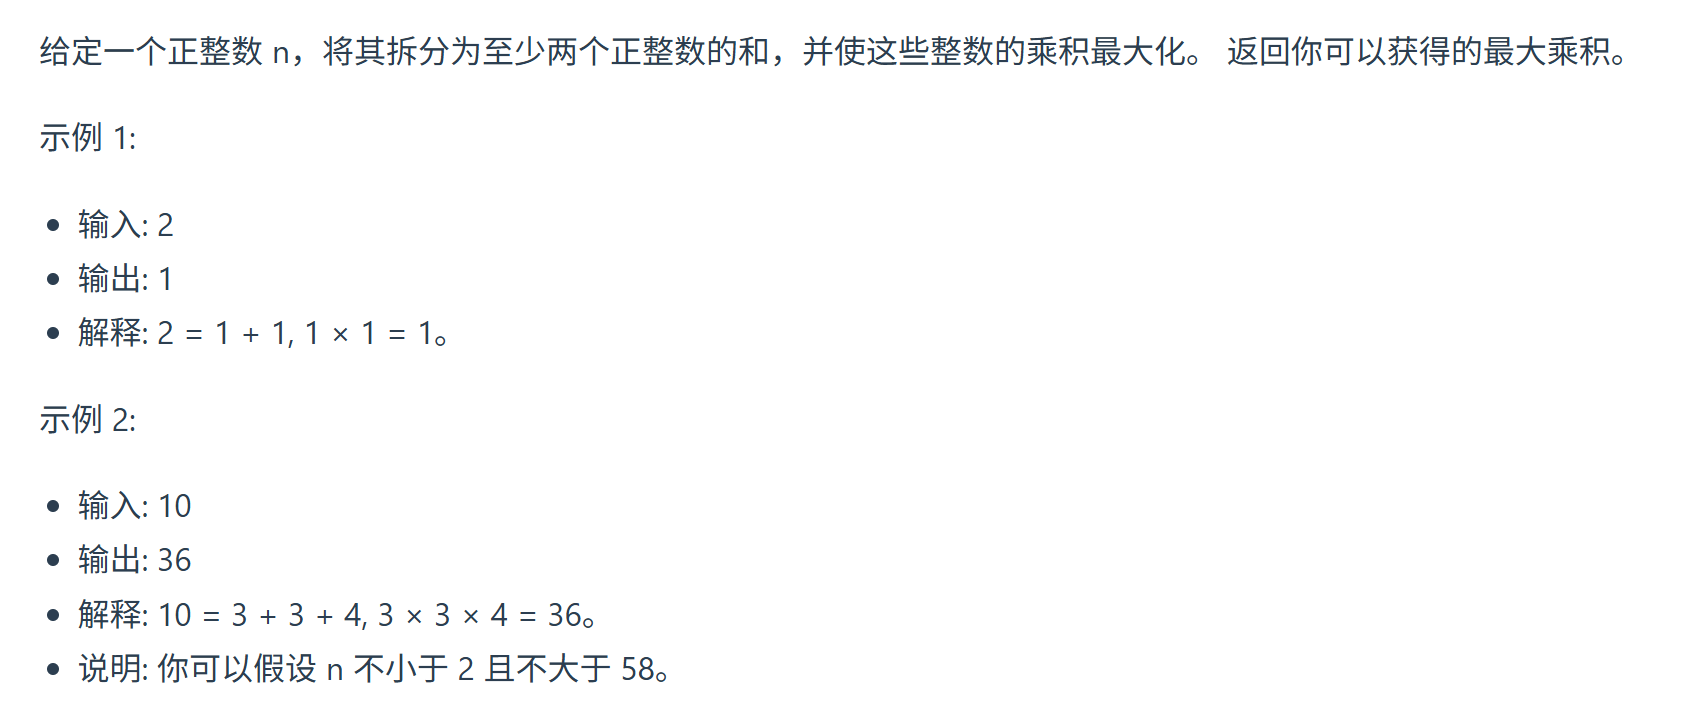 给定一个正整数 n，将其拆分为至少两个正整数的和，并使这些整数的乘积最大化。 返回你可以获得的最大乘积。
示例 1:
• 输入: 2
• 输出: 1
• 解释: 2 = 1 + 1, 1 × 1 = 1。
示例 2:
• 输入: 10
• 输出: 36
• 解释: 10 = 3 + 3 + 4, 3 × 3 × 4 = 36。
• 说明: 你可以假设 n 不小于 2 且不大于 58。